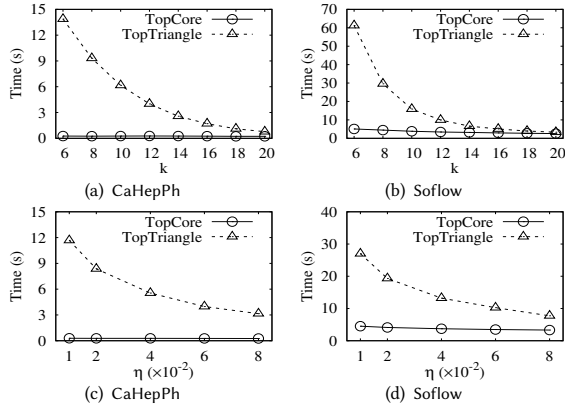 15
12
9
6
3
0
Time (s)
TopCore
TopTriangle
6 8 10 12 14 16 18 20
k
(a) CaHepPh
70
60
50
40
30
20
10
0
Time (s)
TopCore
TopTriangle
6 8 10 12 14 16 18 20
k
(b) Soflow
15
12
9
6
3
0
Time (s)
TopCore
TopTriangle
1 2 4 6 8
η (×10⁻²)
(c) CaHepPh
40
30
20
10
0
Time (s)
TopCore
TopTriangle
1 2 4 6 8
η (×10⁻²)
(d) Soflow